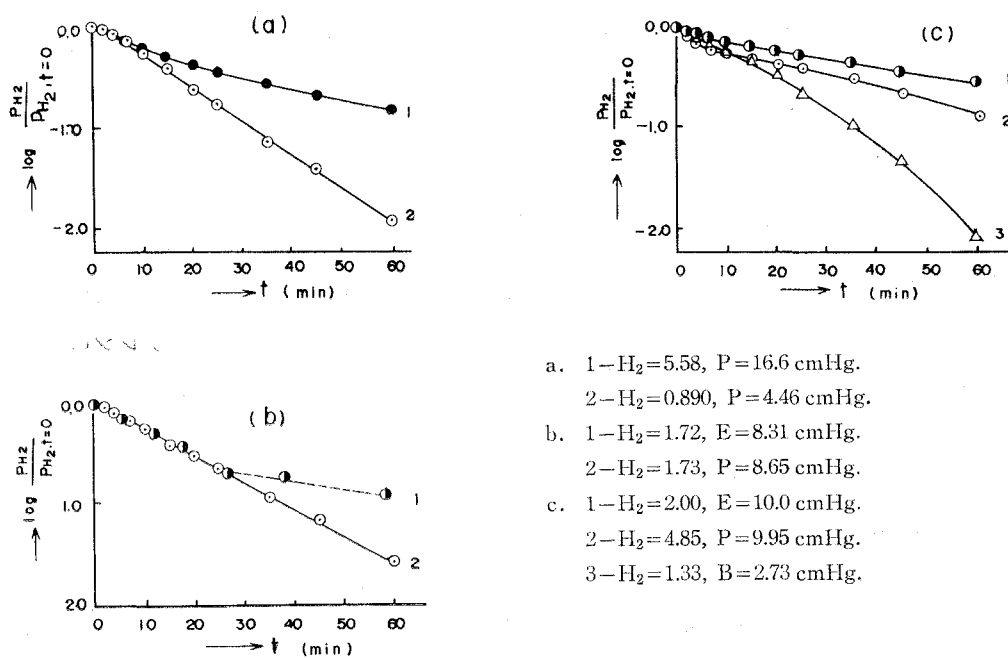 (a)
0.0
-1.0
-2.0
→ log P_H2 / P_H2, t=0
1
2
0 10 20 30 40 50 60
→ t (min)
(c)
0.0
-1.0
-2.0
→ log P_H2 / P_H2, t=0
2
3
0 10 20 30 40 50 60
→ t (min)
(b)
0.0
1.0
2.0
→ log P_H2 / P_H2, t=0
1
2
0 10 20 30 40 50 60
→ t (min)
a. 1−H₂=5.58, P=16.6 cmHg.
2−H₂=0.890, P=4.46 cmHg.
b. 1−H₂=1.72, E=8.31 cmHg.
2−H₂=1.73, P=8.65 cmHg.
c. 1−H₂=2.00, E=10.0 cmHg.
2−H₂=4.85, P=9.95 cmHg.
3−H₂=1.33, B=2.73 cmHg.